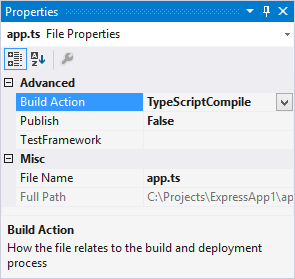 Properties
app.ts File Properties
Advanced
Build Action TypeScriptCompile
Publish False
TestFramework
Misc
File Name app.ts
Full Path C:\Projects\ExpressApp1\ap
Build Action
How the file relates to the build and deployment
process